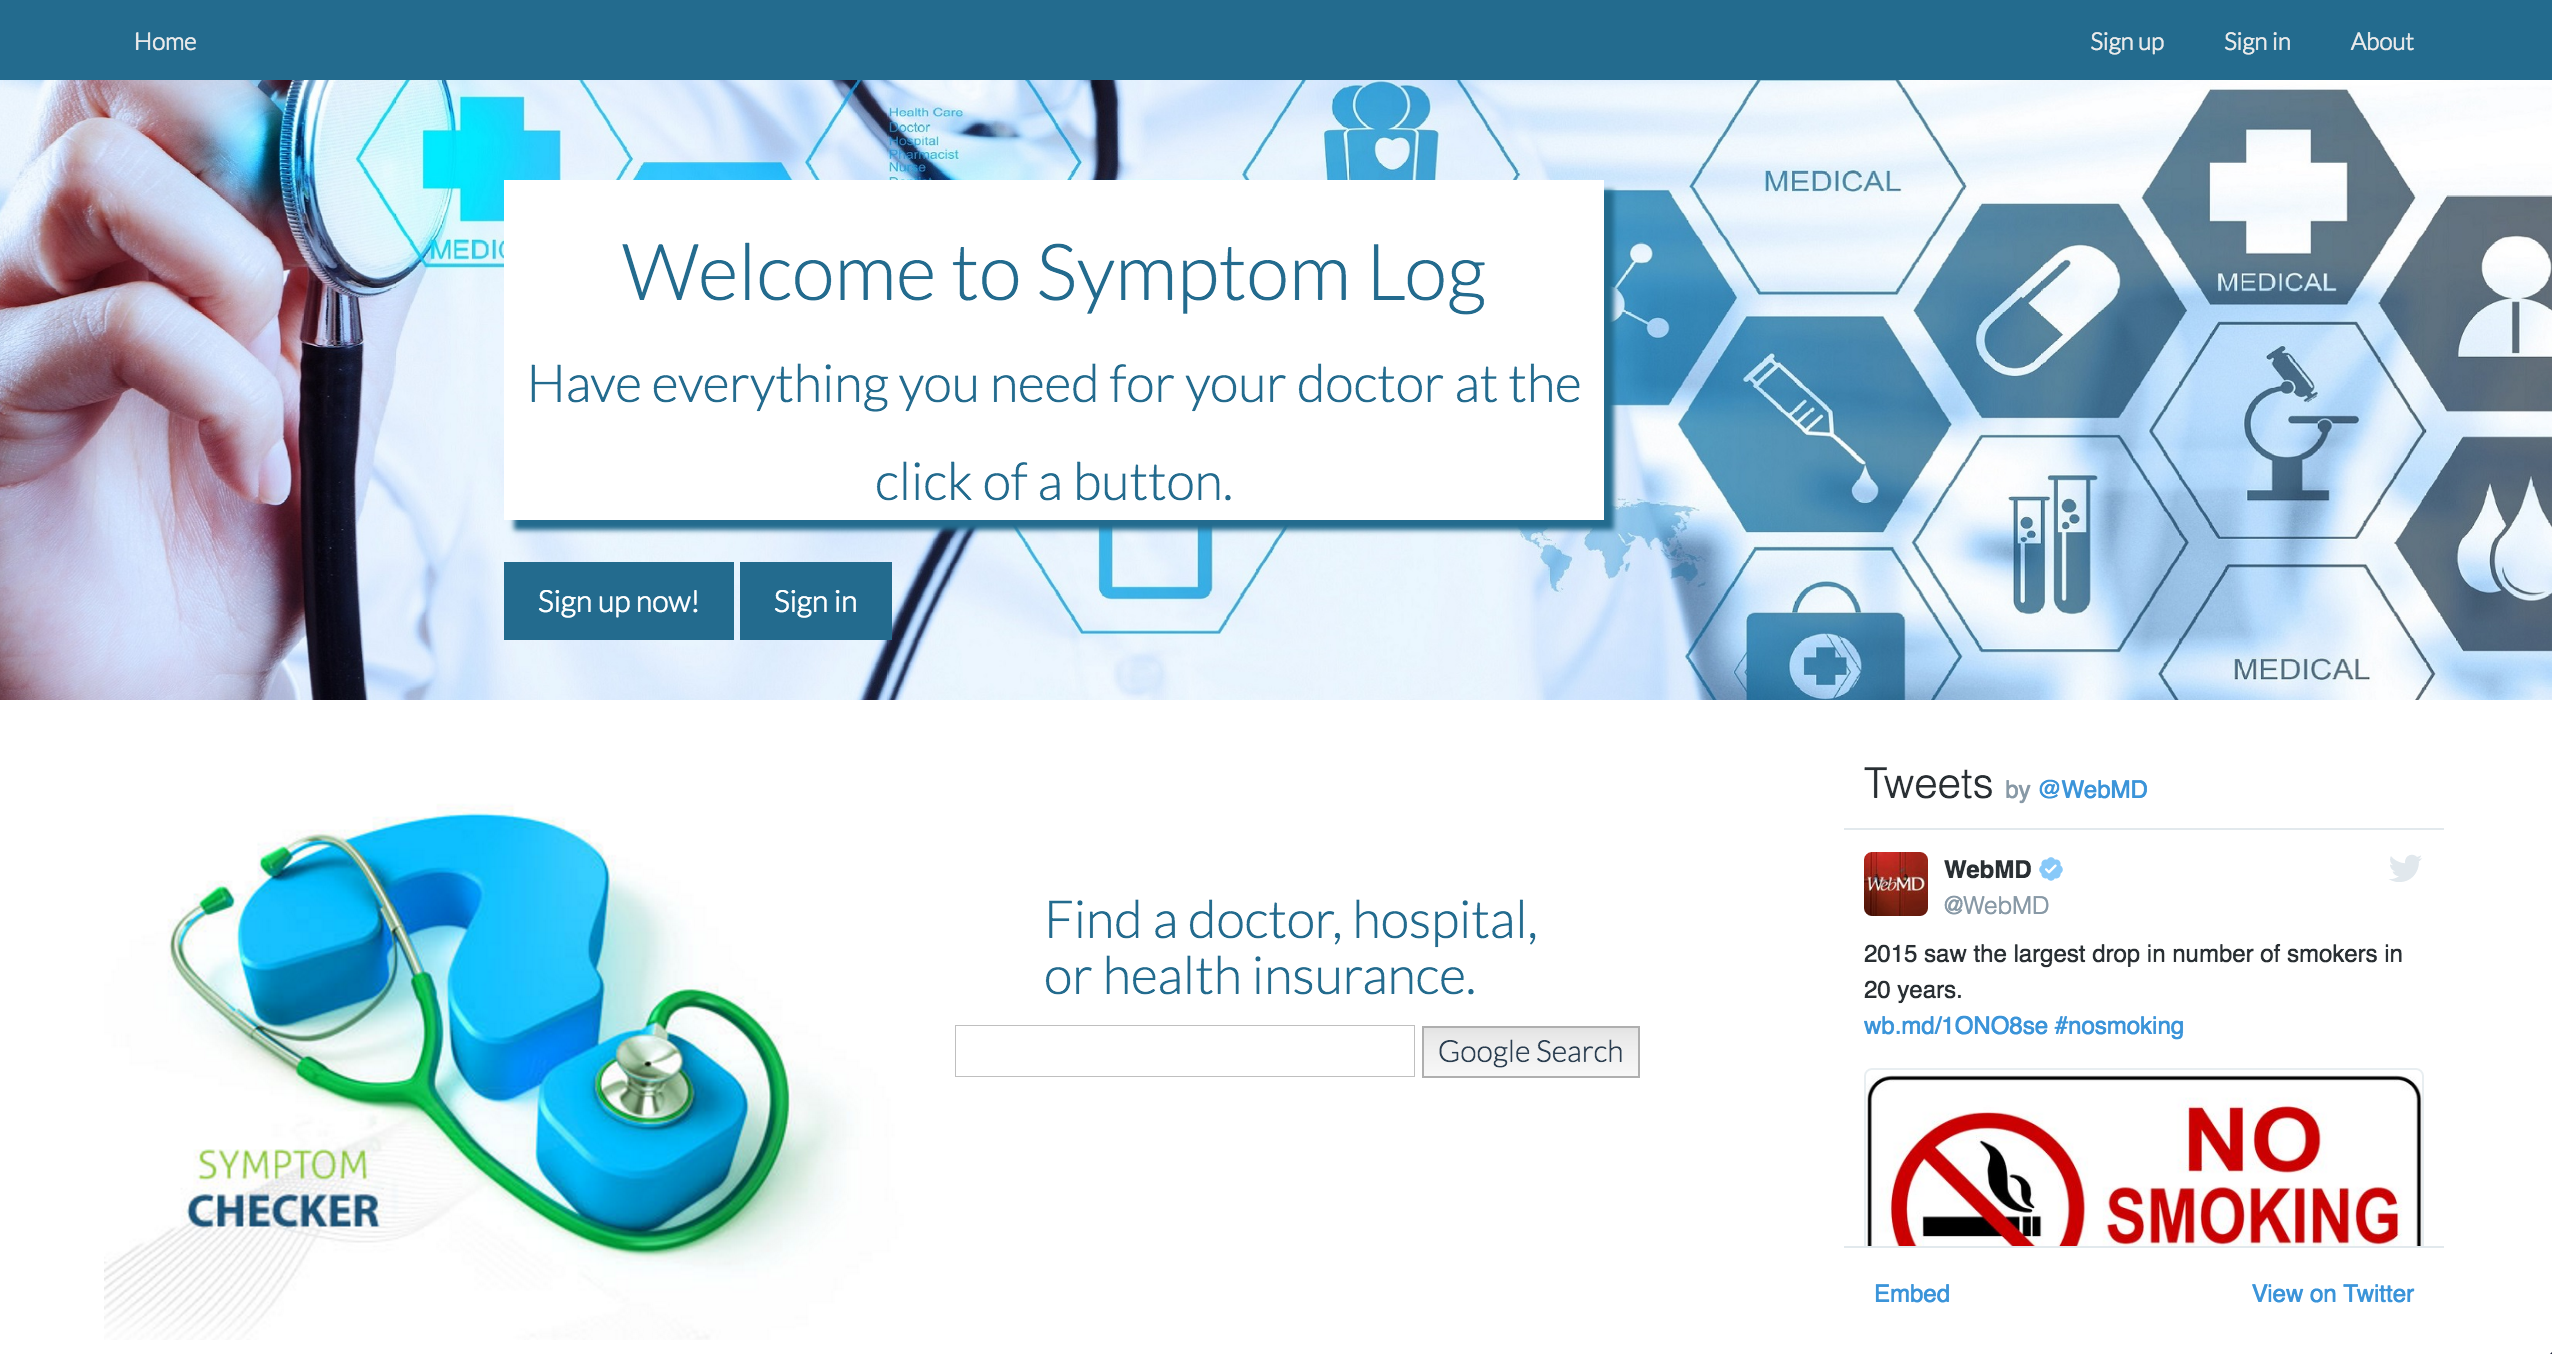 Home
Sign up
Sign in
About
Health Care
Doctor
Hospital
Pharmacist
Nurse
MEDICAL
MEDICAL
MEDICAL
Welcome to Symptom Log
Have everything you need for your doctor at the
click of a button.
Sign up now!
Sign in
Tweets by @WebMD
WebMD
WebMD
@WebMD
2015 saw the largest drop in number of smokers in
20 years.
wb.md/1ONO8se #nosmoking
NO
SMOKING
Embed
View on Twitter
Find a doctor, hospital,
or health insurance.
Google Search
SYMPTOM
CHECKER